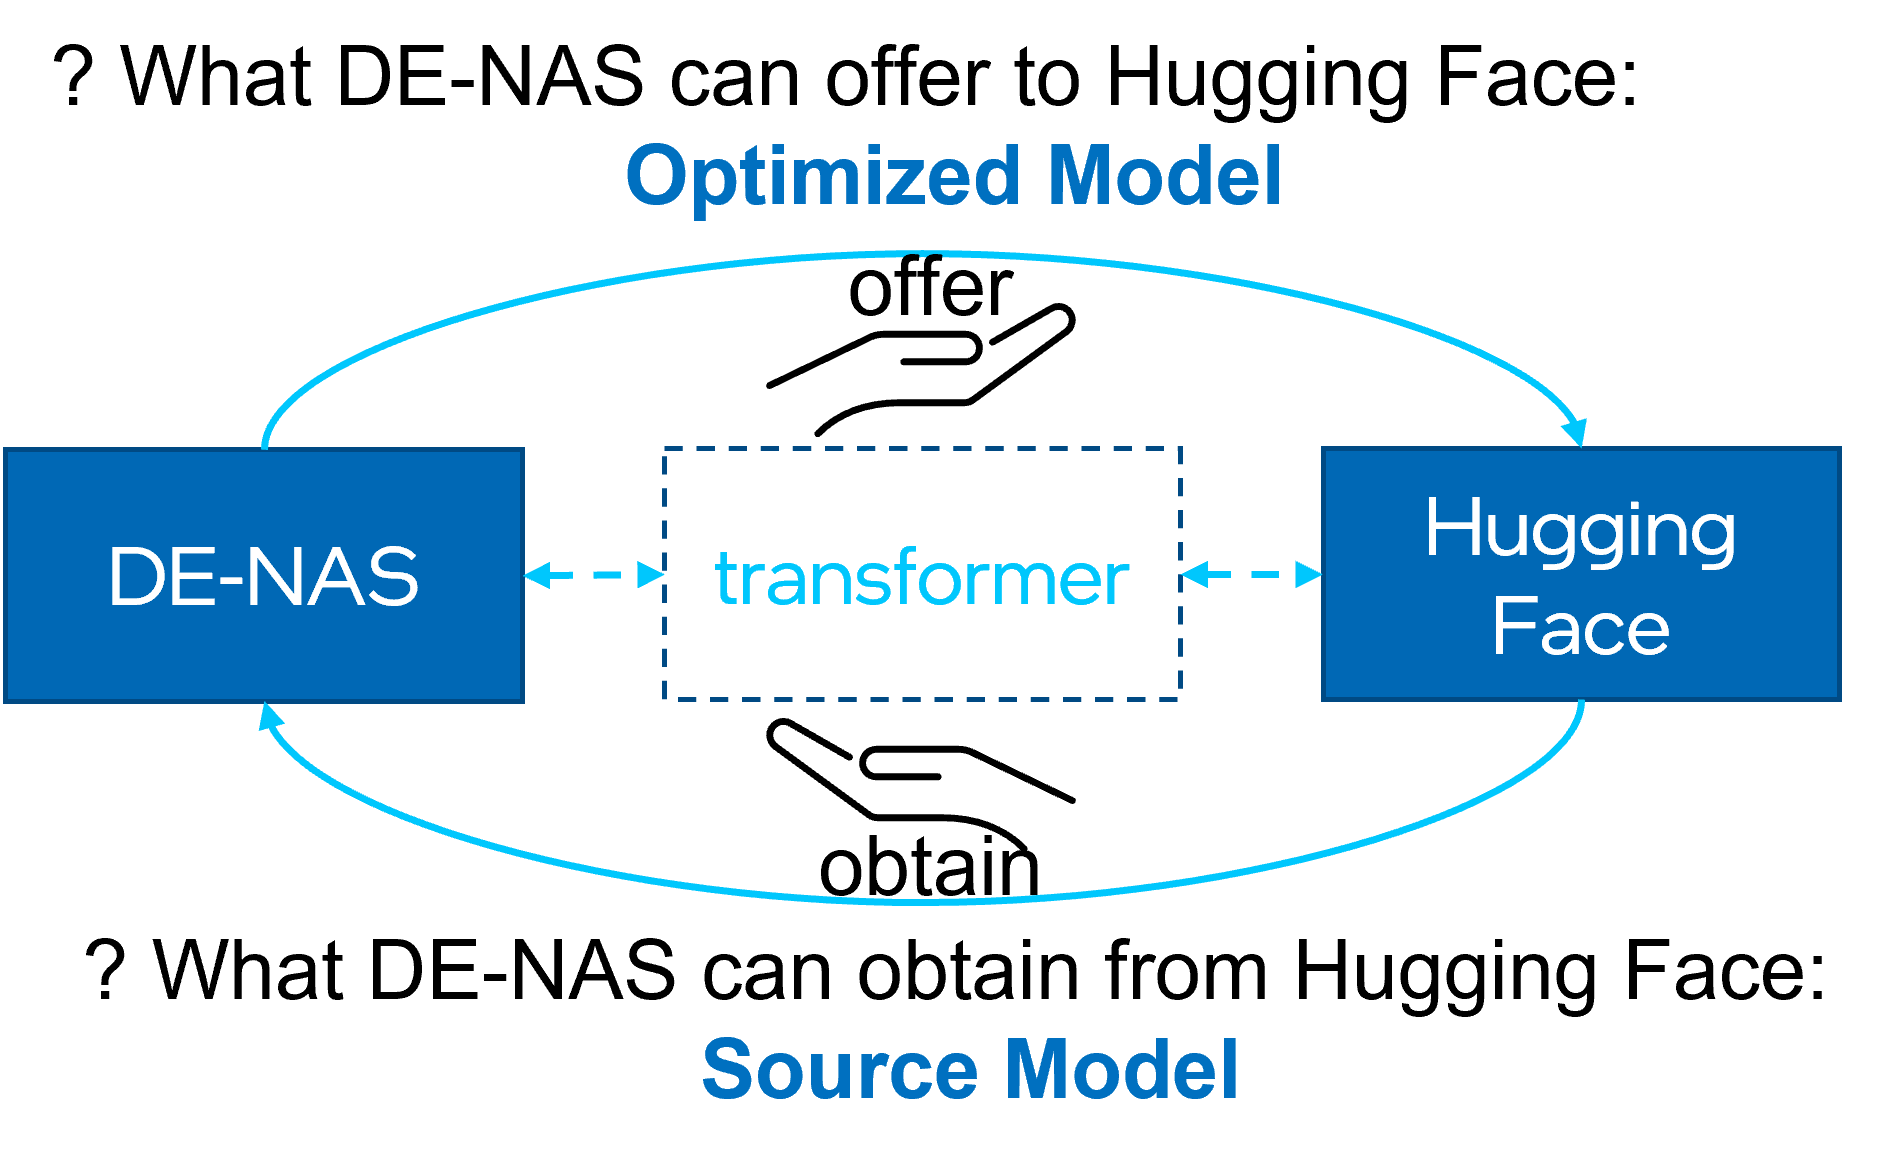 ? What DE-NAS can offer to Hugging Face:
Optimized Model
offer
DE-NAS
transformer
Hugging
Face
obtain
? What DE-NAS can obtain from Hugging Face:
Source Model